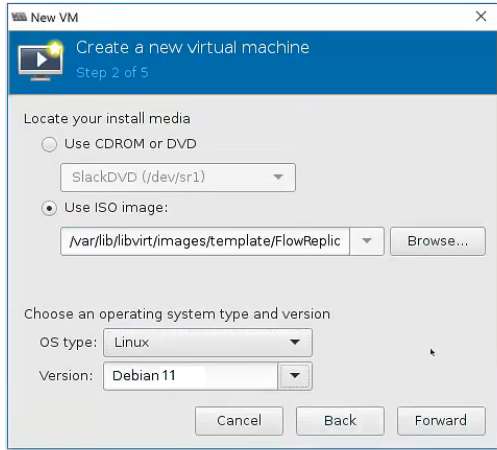 New VM
Create a new virtual machine
Step 2 of 5
Locate your install media
Use CDROM or DVD
SlackDVD (/dev/sr1)
Use ISO image:
/var/lib/libvirt/images/template/FlowReplic
Browse...
Choose an operating system type and version
OS type: Linux
Version: Debian 11
Cancel Back Forward